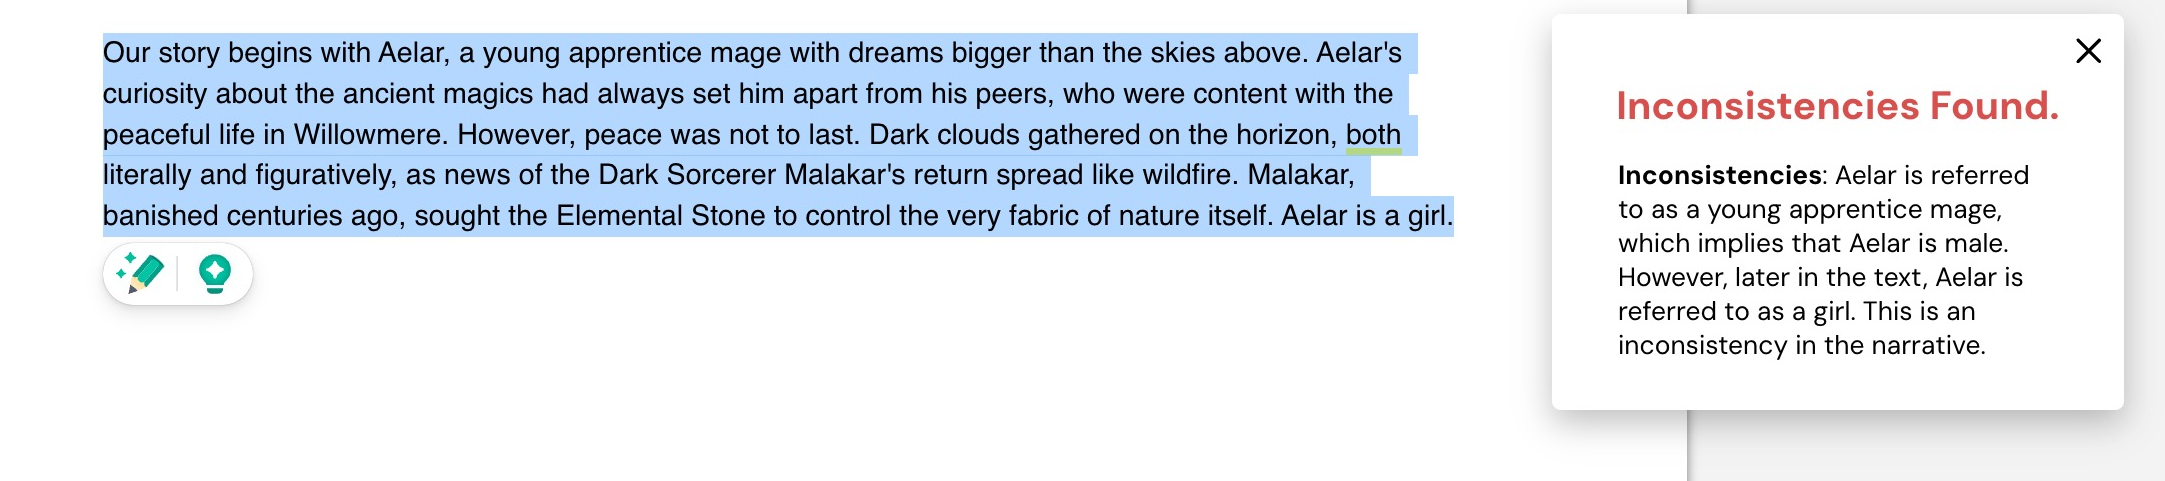 Our story begins with Aelar, a young apprentice mage with dreams bigger than the skies above. Aelar's
curiosity about the ancient magics had always set him apart from his peers, who were content with the
peaceful life in Willowmere. However, peace was not to last. Dark clouds gathered on the horizon, both
literally and figuratively, as news of the Dark Sorcerer Malakar's return spread like wildfire. Malakar,
banished centuries ago, sought the Elemental Stone to control the very fabric of nature itself. Aelar is a girl.
Inconsistencies Found.
Inconsistencies: Aelar is referred
to as a young apprentice mage,
which implies that Aelar is male.
However, later in the text, Aelar is
referred to as a girl. This is an
inconsistency in the narrative.